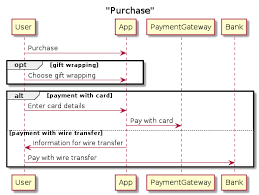 "Purchase"
User App PaymentGateway Bank
Purchase
opt [gift wrapping]
Choose gift wrapping
alt [payment with card]
Enter card details
Pay with card
[payment with wire transfer]
Information for wire transfer
Pay with wire transfer
User App PaymentGateway Bank